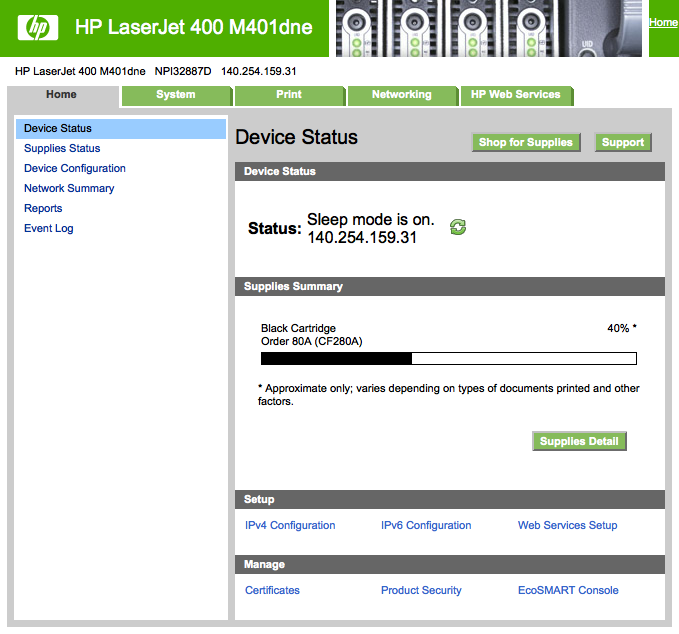 hp HP LaserJet 400 M401dne
UID
Home
HP LaserJet 400 M401dne NPI32887D 140.254.159.31
Home System Print Networking HP Web Services
Device Status
Supplies Status
Device Configuration
Network Summary
Reports
Event Log
Device Status
Shop for Supplies Support
Device Status
Status: Sleep mode is on.
140.254.159.31
Supplies Summary
Black Cartridge 40% *
Order 80A (CF280A)
* Approximate only; varies depending on types of documents printed and other
factors.
Supplies Detail
Setup
IPv4 Configuration IPv6 Configuration Web Services Setup
Manage
Certificates Product Security EcoSMART Console